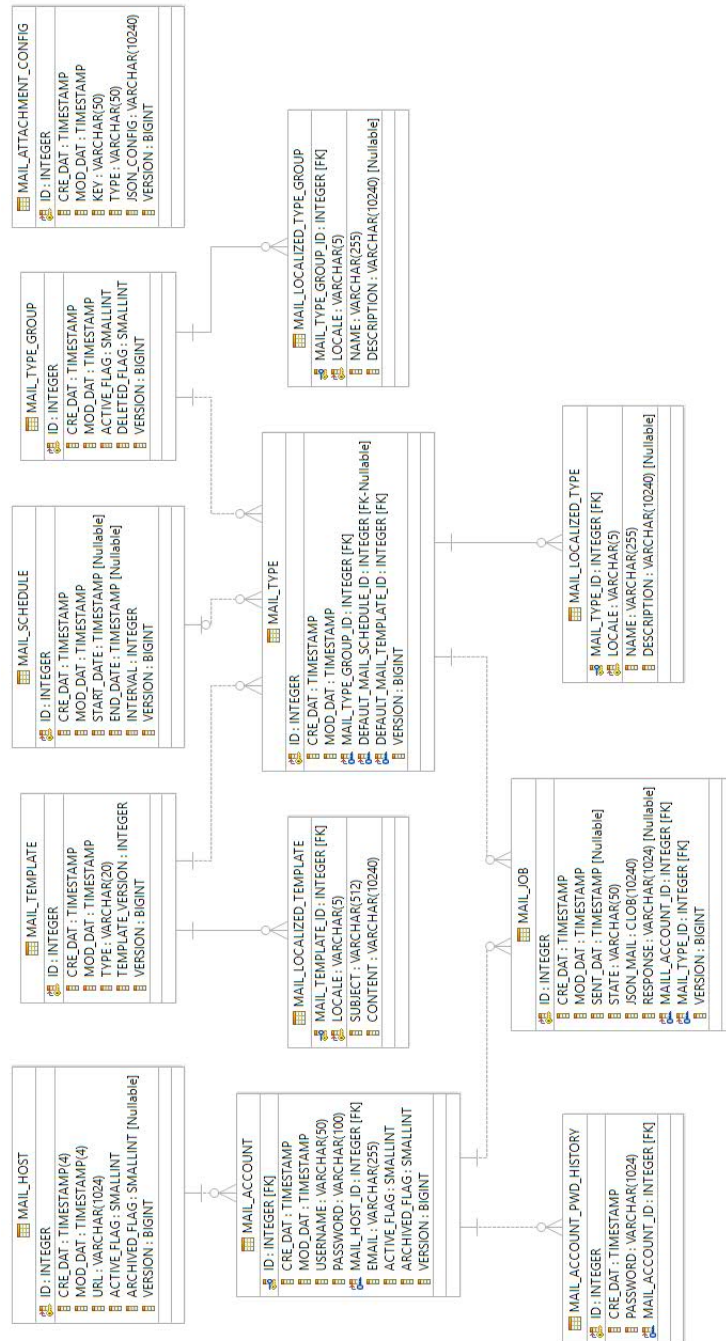 MAIL_HOST
ID : INTEGER
CRE_DAT : TIMESTAMP(4)
MOD_DAT : TIMESTAMP(4)
URL : VARCHAR(1024)
ACTIVE_FLAG : SMALLINT
ARCHIVED_FLAG : SMALLINT [Nullable]
VERSION : BIGINT
MAIL_TEMPLATE
ID : INTEGER
CRE_DAT : TIMESTAMP
MOD_DAT : TIMESTAMP
TYPE : VARCHAR(20)
TEMPLATE_VERSION : INTEGER
VERSION : BIGINT
MAIL_SCHEDULE
ID : INTEGER
CRE_DAT : TIMESTAMP
MOD_DAT : TIMESTAMP
START_DATE : TIMESTAMP [Nullable]
END_DATE : TIMESTAMP [Nullable]
INTERVAL : INTEGER
VERSION : BIGINT
MAIL_TYPE_GROUP
ID : INTEGER
CRE_DAT : TIMESTAMP
MOD_DAT : TIMESTAMP
ACTIVE_FLAG : SMALLINT
DELETED_FLAG : SMALLINT
VERSION : BIGINT
MAIL_ATTACHMENT_CONFIG
ID : INTEGER
CRE_DAT : TIMESTAMP
MOD_DAT : TIMESTAMP
KEY : VARCHAR(50)
TYPE : VARCHAR(50)
JSON_CONFIG : VARCHAR(10240)
VERSION : BIGINT
MAIL_ACCOUNT
ID : INTEGER [FK]
CRE_DAT : TIMESTAMP
MOD_DAT : TIMESTAMP
USERNAME : VARCHAR(50)
PASSWORD : VARCHAR(100)
MAIL_HOST_ID : INTEGER [FK]
EMAIL : VARCHAR(255)
ACTIVE_FLAG : SMALLINT
ARCHIVED_FLAG : SMALLINT
VERSION : BIGINT
MAIL_LOCALIZED_TEMPLATE
MAIL_TEMPLATE_ID : INTEGER [FK]
LOCALE : VARCHAR(5)
SUBJECT : VARCHAR(512)
CONTENT : VARCHAR(10240)
MAIL_TYPE
ID : INTEGER
CRE_DAT : TIMESTAMP
MOD_DAT : TIMESTAMP
MAIL_TYPE_GROUP_ID : INTEGER [FK]
DEFAULT_MAIL_SCHEDULE_ID : INTEGER [FK-Nullable]
DEFAULT_MAIL_TEMPLATE_ID : INTEGER [FK]
VERSION : BIGINT
MAIL_LOCALIZED_TYPE_GROUP
MAIL_TYPE_GROUP_ID : INTEGER [FK]
LOCALE : VARCHAR(5)
NAME : VARCHAR(255)
DESCRIPTION : VARCHAR(10240) [Nullable]
MAIL_ACCOUNT_PWD_HISTORY
ID : INTEGER
CRE_DAT : TIMESTAMP
PASSWORD : VARCHAR(1024)
MAIL_ACCOUNT_ID : INTEGER [FK]
MAIL_JOB
ID : INTEGER
CRE_DAT : TIMESTAMP
MOD_DAT : TIMESTAMP
SENT_DAT : TIMESTAMP [Nullable]
STATE : VARCHAR(50)
JSON_MAIL : CLOB(10240)
RESPONSE : VARCHAR(1024) [Nullable]
MAILL_ACCOUNT_ID : INTEGER [FK]
MAIL_TYPE_ID : INTEGER [FK]
VERSION : BIGINT
MAIL_LOCALIZED_TYPE
MAIL_TYPE_ID : INTEGER [FK]
LOCALE : VARCHAR(5)
NAME : VARCHAR(255)
DESCRIPTION : VARCHAR(10240) [Nullable]